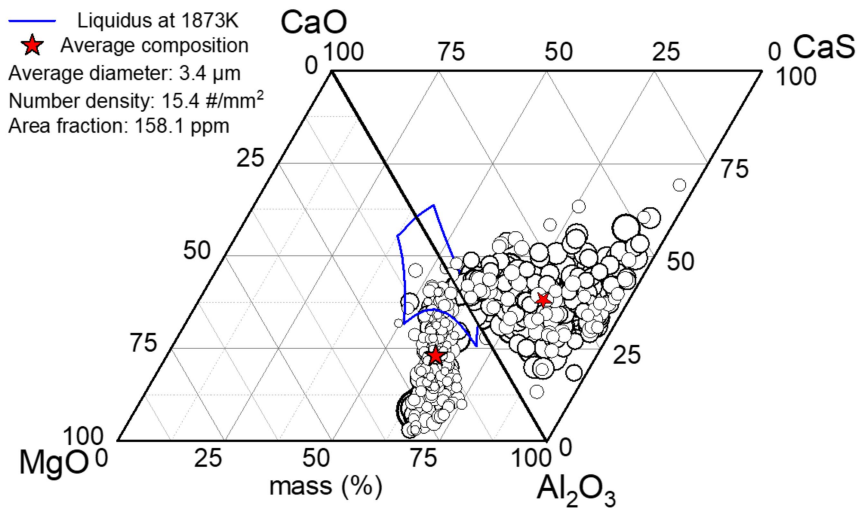 CaO
Liquidus at 1873K
Average composition
Average diameter: 3.4 µm
Number density: 15.4 #/mm²
Area fraction: 158.1 ppm
0 100 75 50 25 0 CaS
100
25 75
50 50
75 25
100 0
MgO 0 25 50 75 100 Al₂O₃
mass (%)